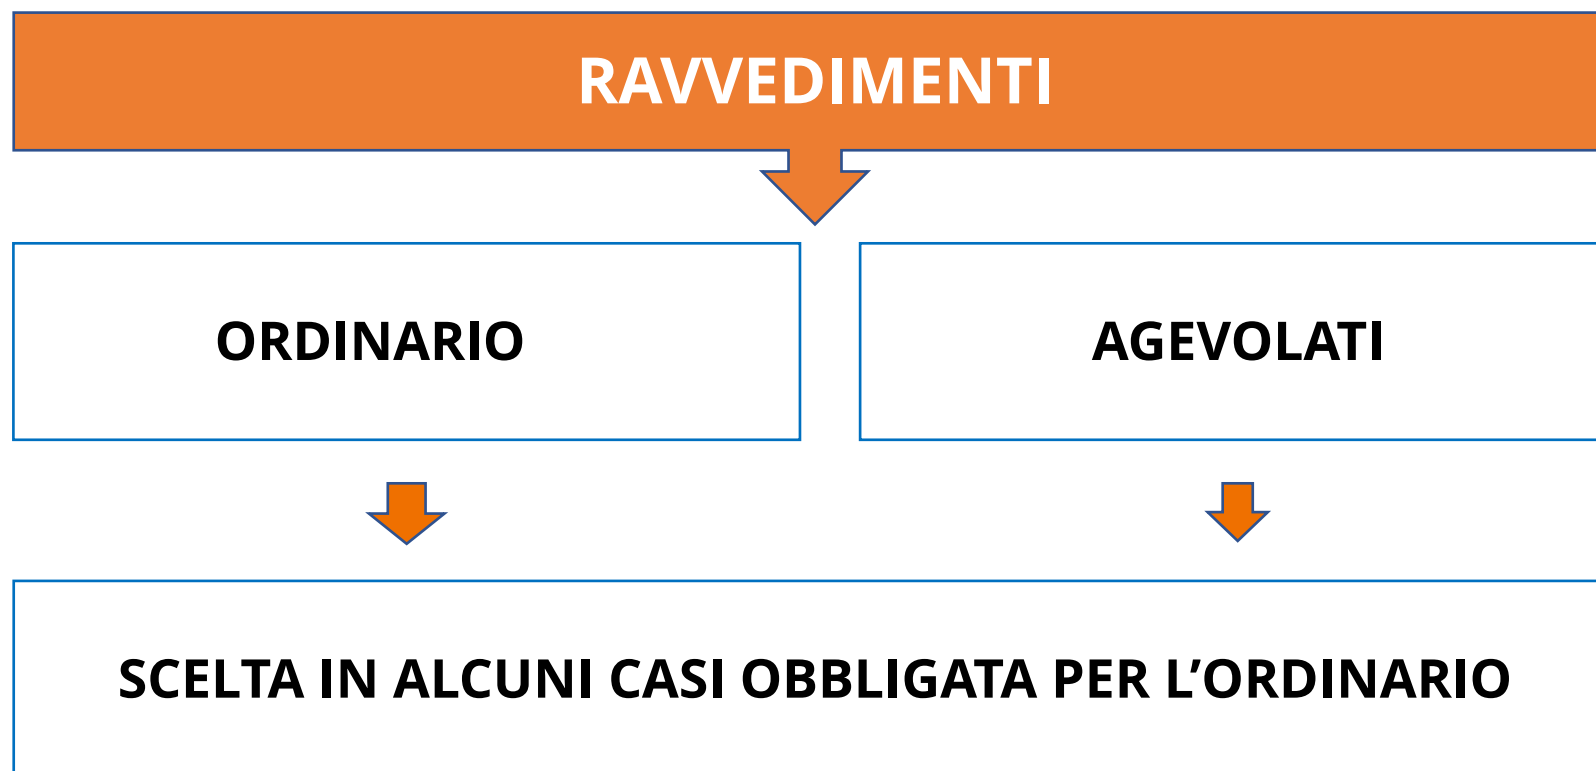 RAVVEDIMENTI
ORDINARIO
AGEVOLATI
SCELTA IN ALCUNI CASI OBBLIGATA PER L’ORDINARIO